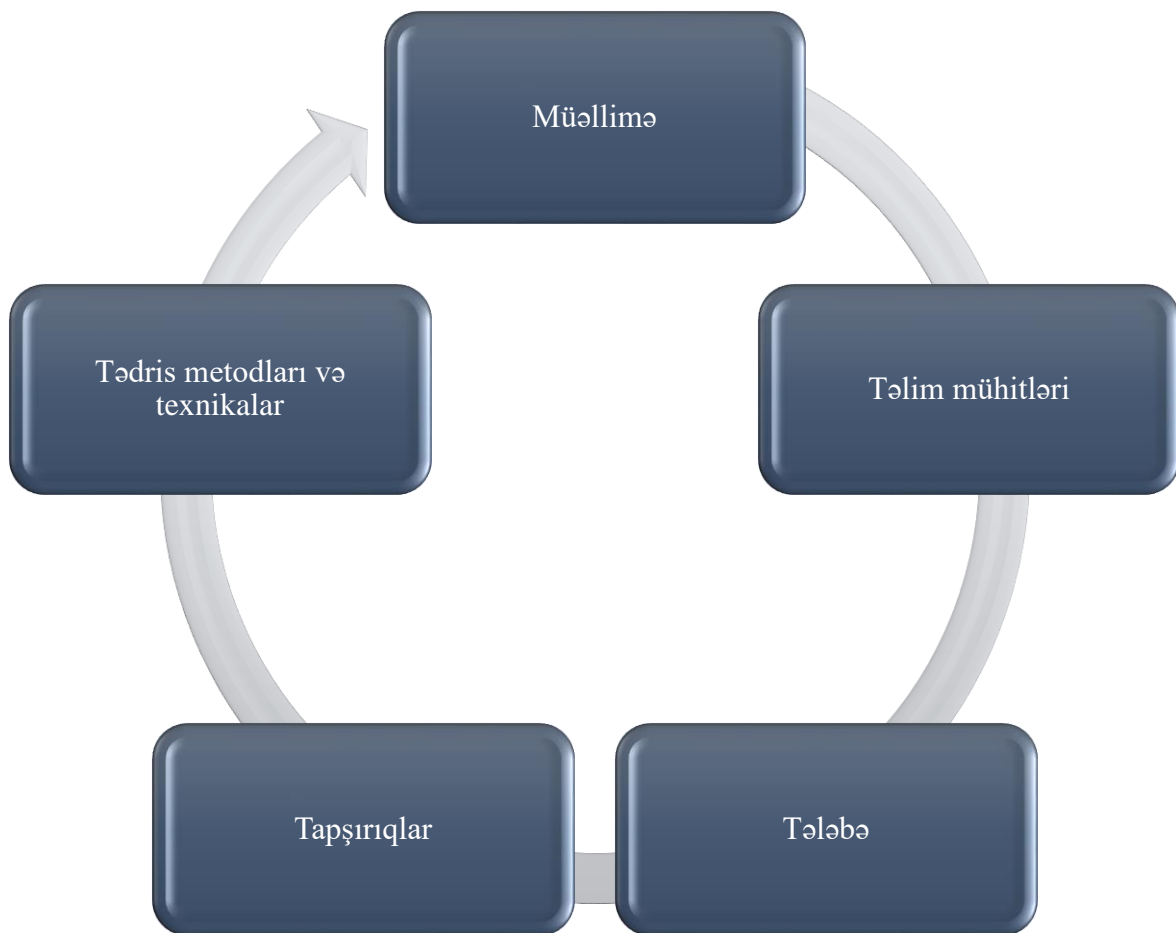 Müəllimə
Tədris metodları və
texnikalar
Təlim mühitləri
Tapşırıqlar
Tələbə